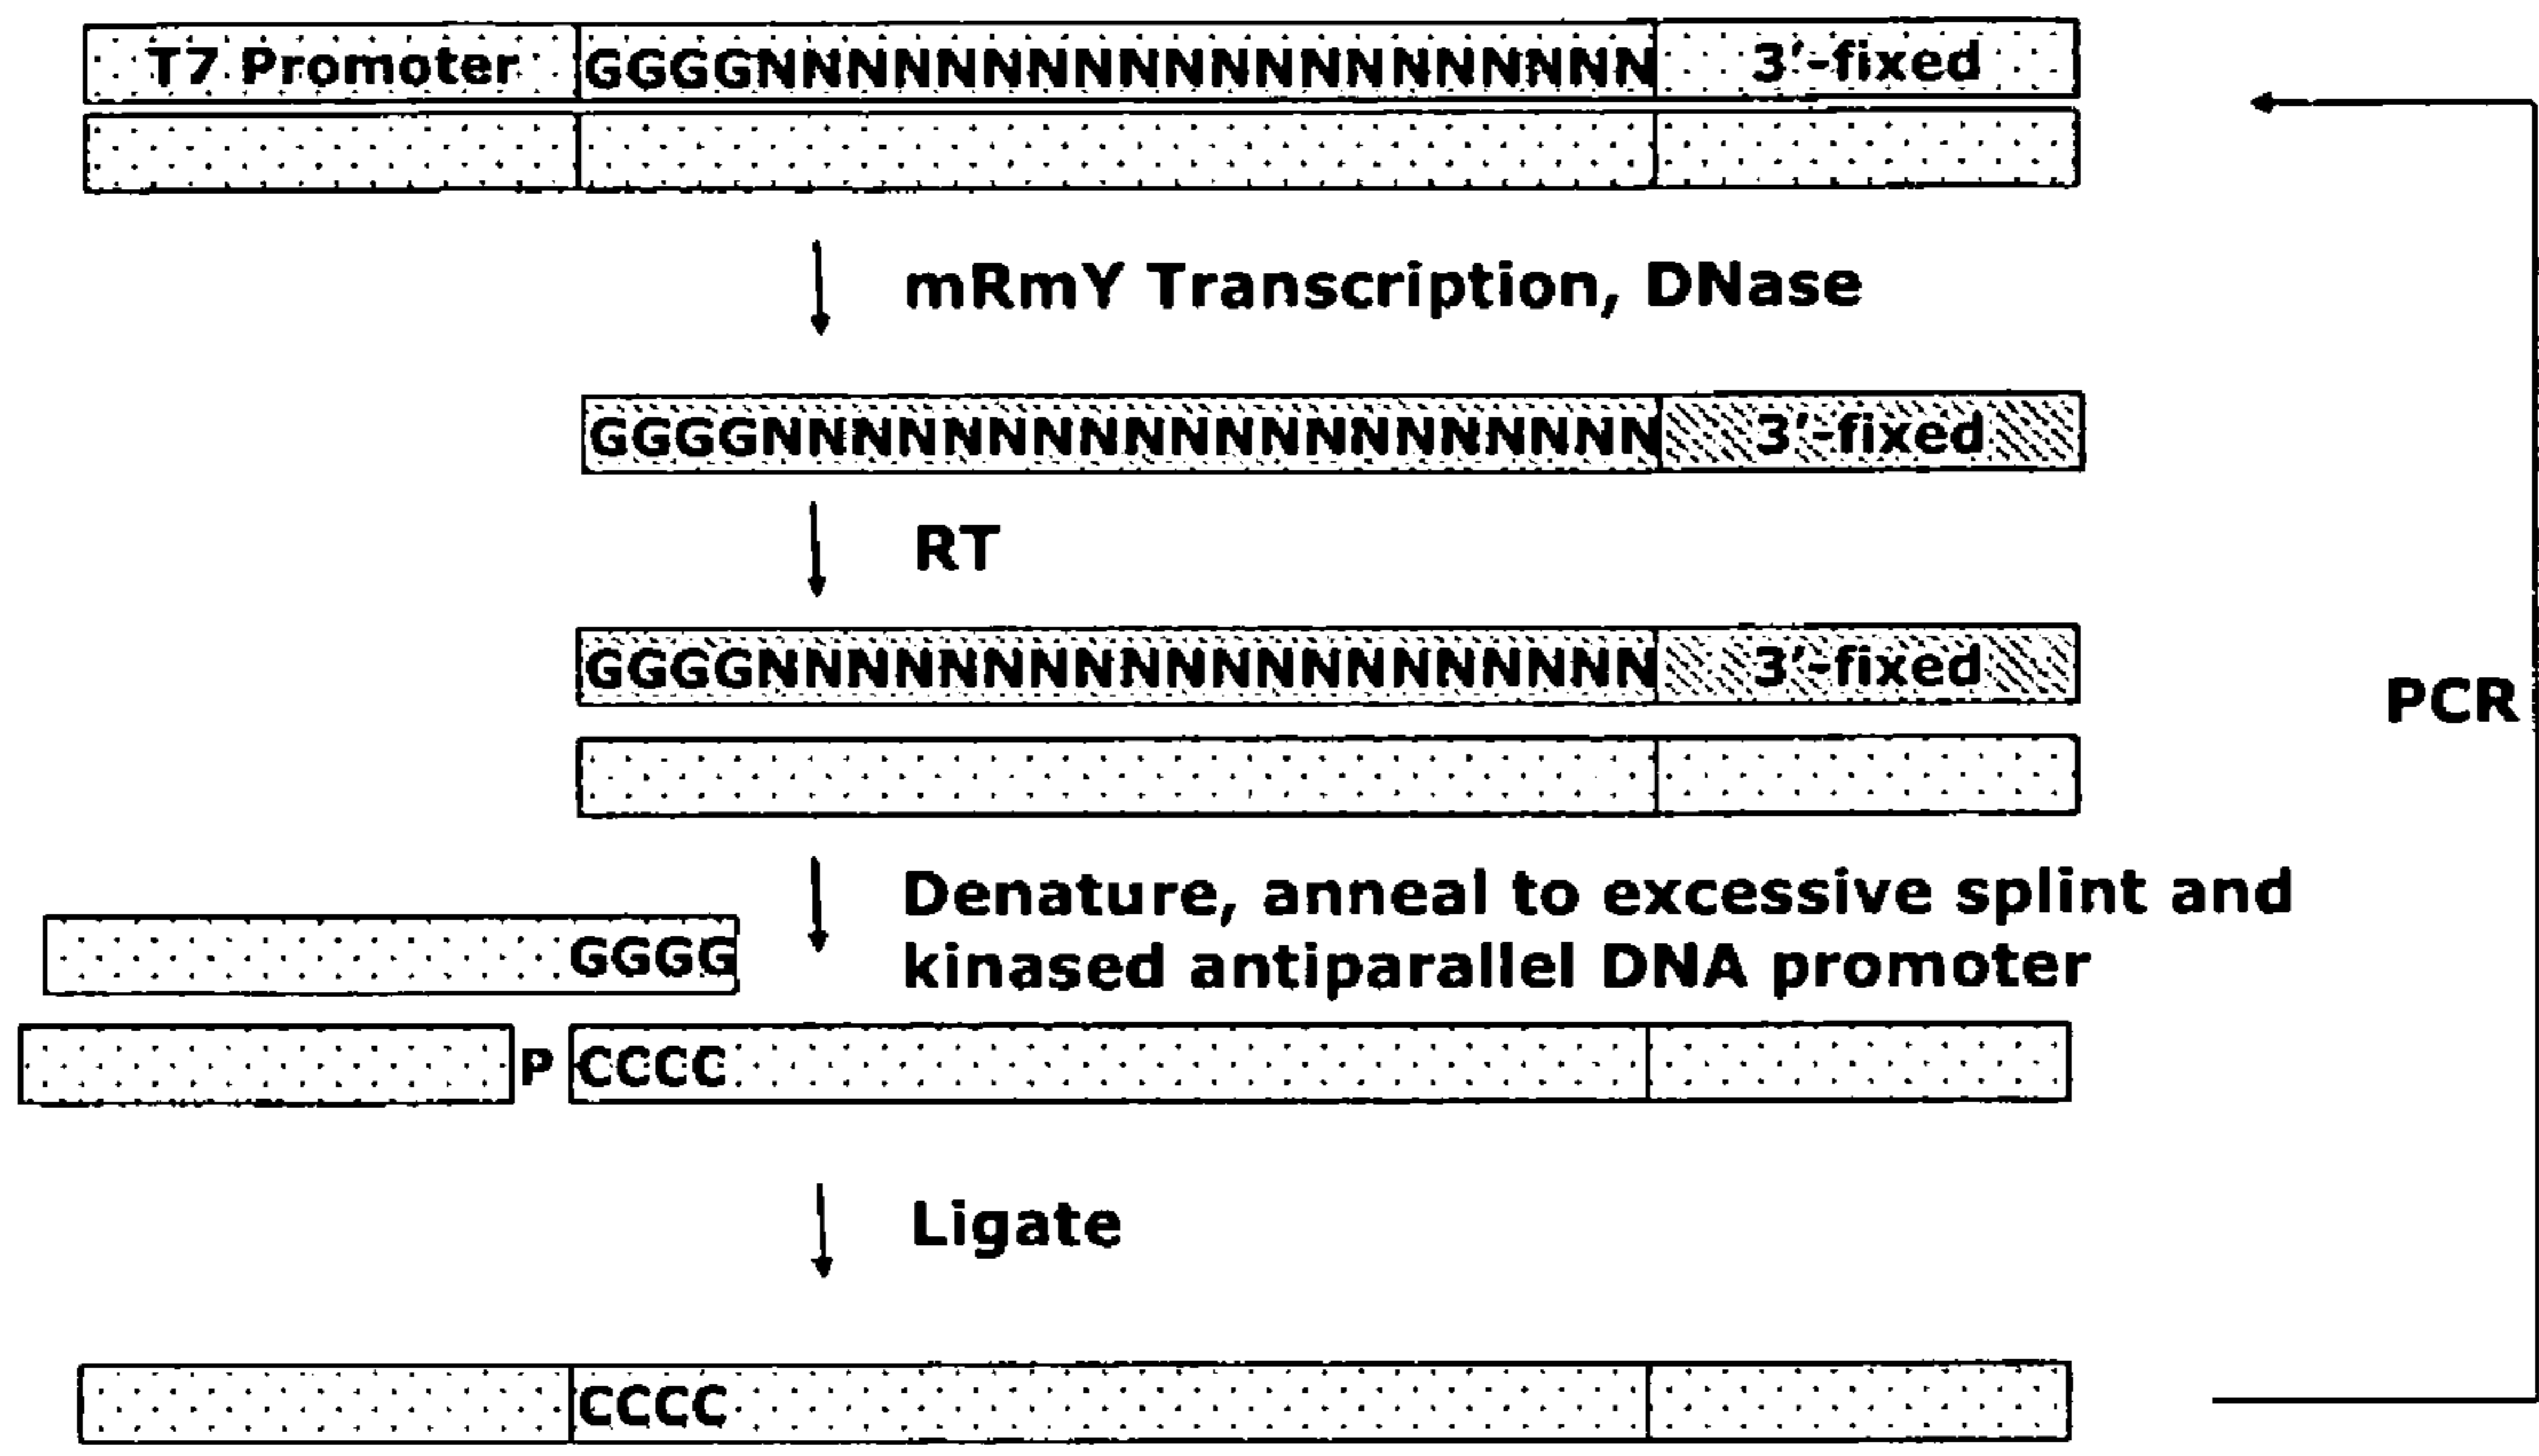 T7 Promoter GGGGNNNNNNNNNNNNNNNNNNNN 3'-fixed
mRmY Transcription, DNase
GGGGNNNNNNNNNNNNNNNNNNNN 3'-fixed
RT
GGGGNNNNNNNNNNNNNNNNNNNN 3'-fixed
PCR
Denature, anneal to excessive splint and
kinased antiparallel DNA promoter
GGGG
P CCCC
Ligate
CCCC